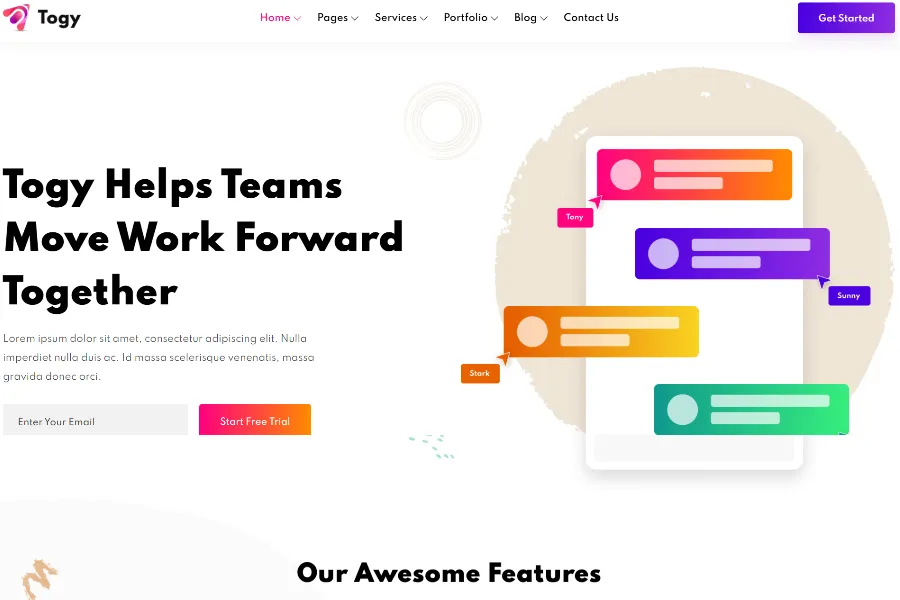 Togy
Home Pages Services Portfolio Blog Contact Us
Get Started
Togy Helps Teams
Move Work Forward
Together
Lorem ipsum dolor sit amet, consectetur adipiscing elit. Nulla
imperdiet nulla duis ac. Id massa scelerisque venenatis, massa
gravida donec orci.
Enter Your Email
Start Free Trial
Tony
Sunny
Stark
Our Awesome Features